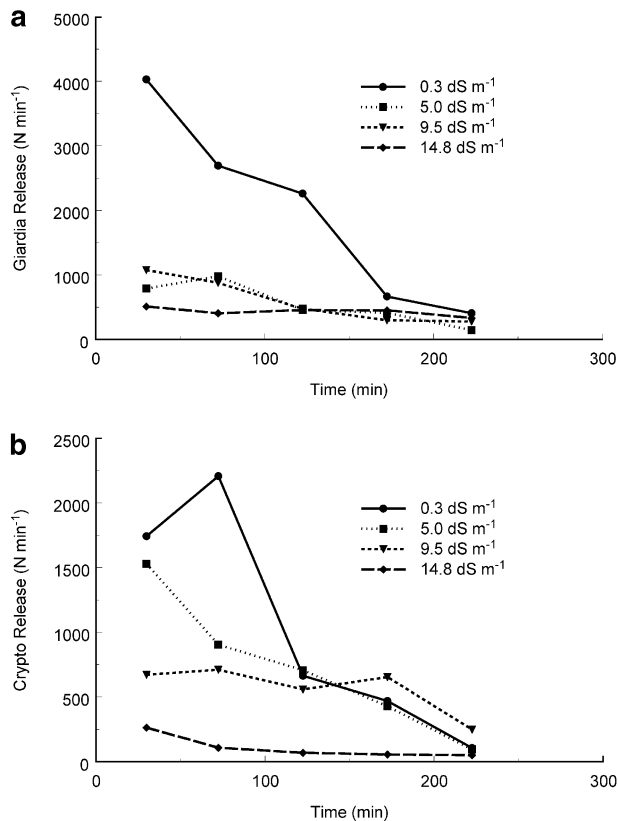 a
5000
4000
3000
2000
1000
0
Giardia Release (N min⁻¹)
0.3 dS m⁻¹
5.0 dS m⁻¹
9.5 dS m⁻¹
14.8 dS m⁻¹
0 100 200 300
Time (min)
b
2500
2000
1500
1000
500
0
Crypto Release (N min⁻¹)
0.3 dS m⁻¹
5.0 dS m⁻¹
9.5 dS m⁻¹
14.8 dS m⁻¹
0 100 200 300
Time (min)